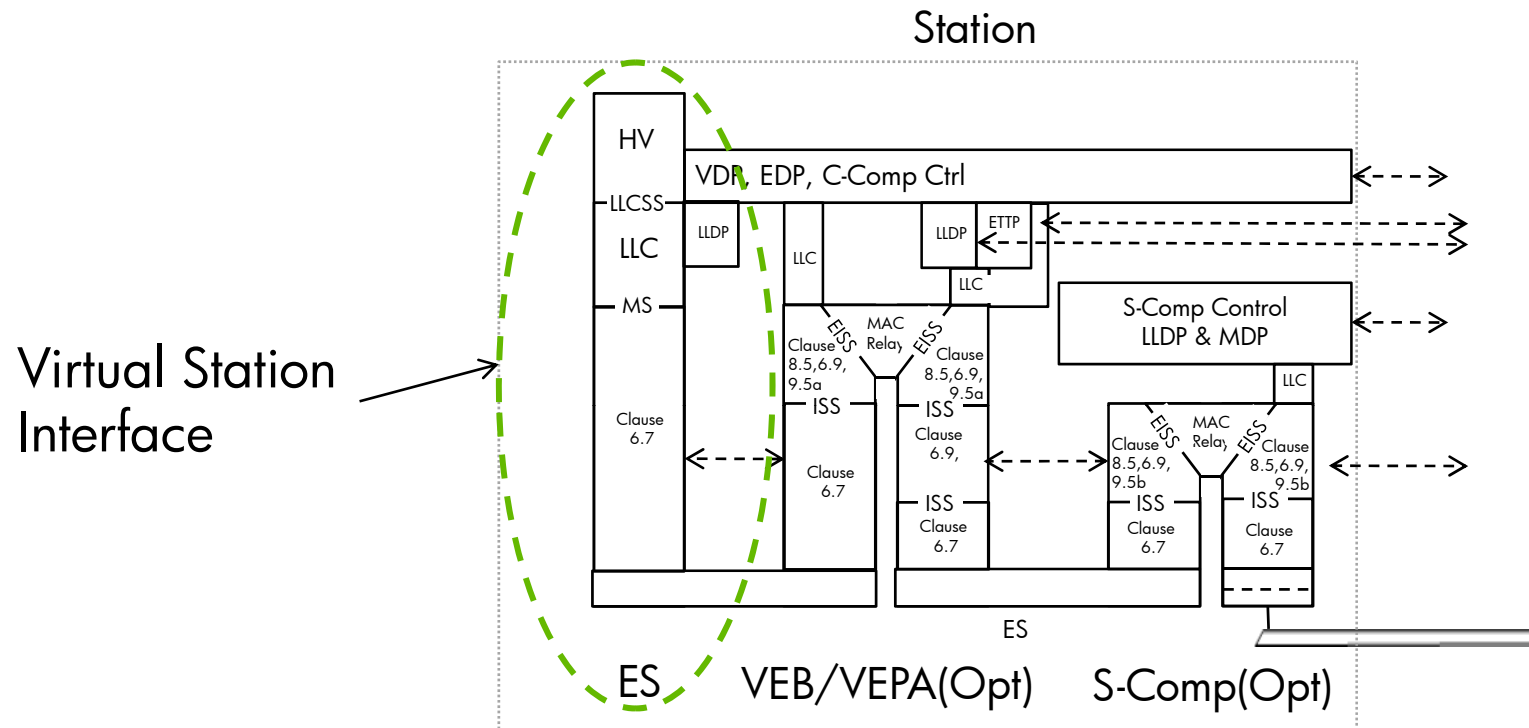 Station
HV
VDP, EDP, C-Comp Ctrl
LLCSS
LLC
LLDP
LLC
LLDP
ETTP
LLC
MS
S-Comp Control
LLDP & MDP
LLC
Virtual Station
Interface
Clause
6.7
EISS
MAC
Relay
EISS
Clause
8.5,6.9,
9.5a
ISS
Clause
6.7
Clause
8.5,6.9,
9.5a
ISS
Clause
6.9,
ISS
Clause
6.7
EISS
MAC
Relay
EISS
Clause
8.5,6.9,
9.5b
ISS
Clause
6.7
Clause
8.5,6.9,
9.5b
ISS
Clause
6.7
ES
ES
VEB/VEPA(Opt)
S-Comp(Opt)